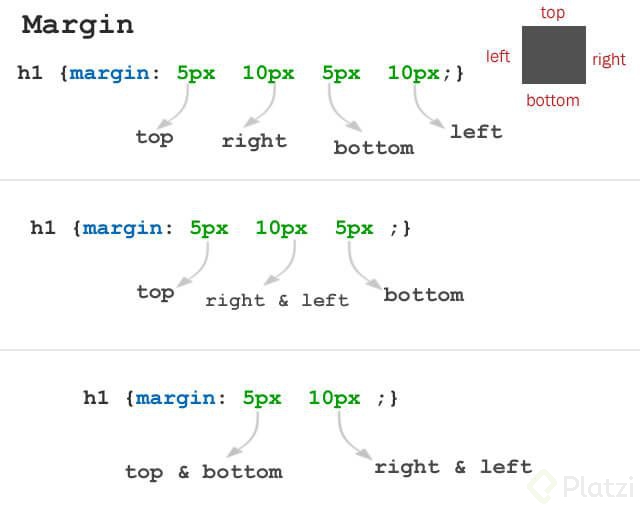 Margin
top
left
right
bottom
h1 {margin: 5px 10px 5px 10px;}
top right bottom left
h1 {margin: 5px 10px 5px ;}
top right & left bottom
h1 {margin: 5px 10px ;}
top & bottom right & left
Platzi